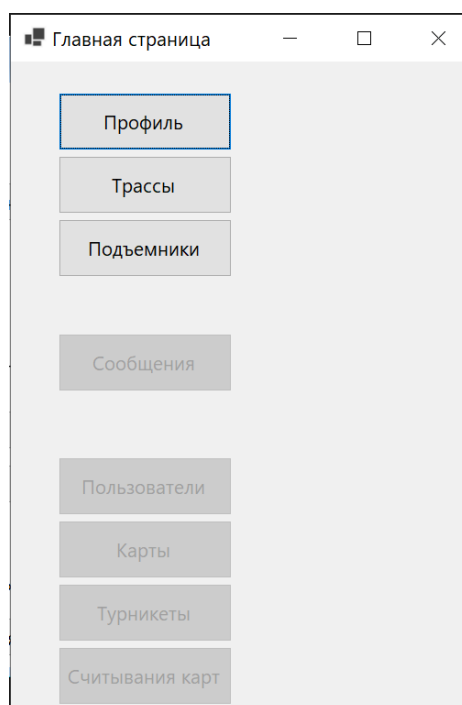 Главная страница
Профиль
Трассы
Подъемники
Сообщения
Пользователи
Карты
Турникеты
Считывания карт